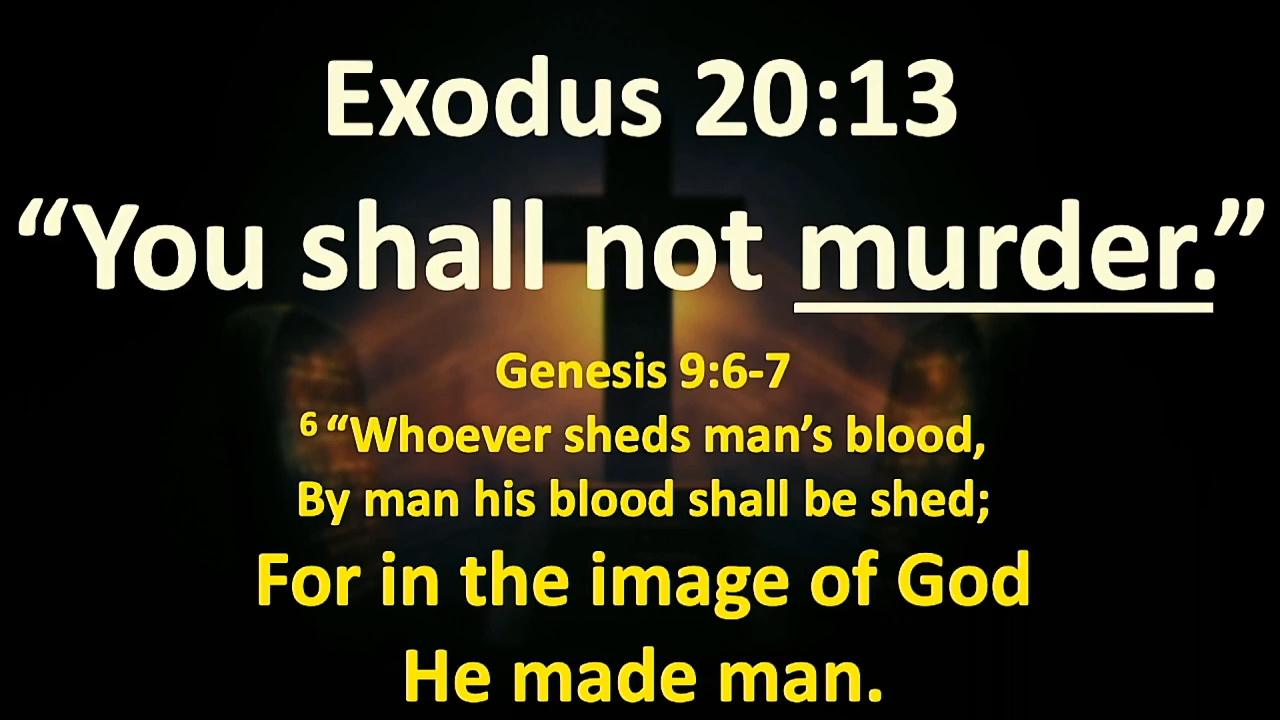 Exodus 20:13
“You shall not murder.”
Genesis 9:6-7
6 “Whoever sheds man’s blood,
By man his blood shall be shed;
For in the image of God
He made man.